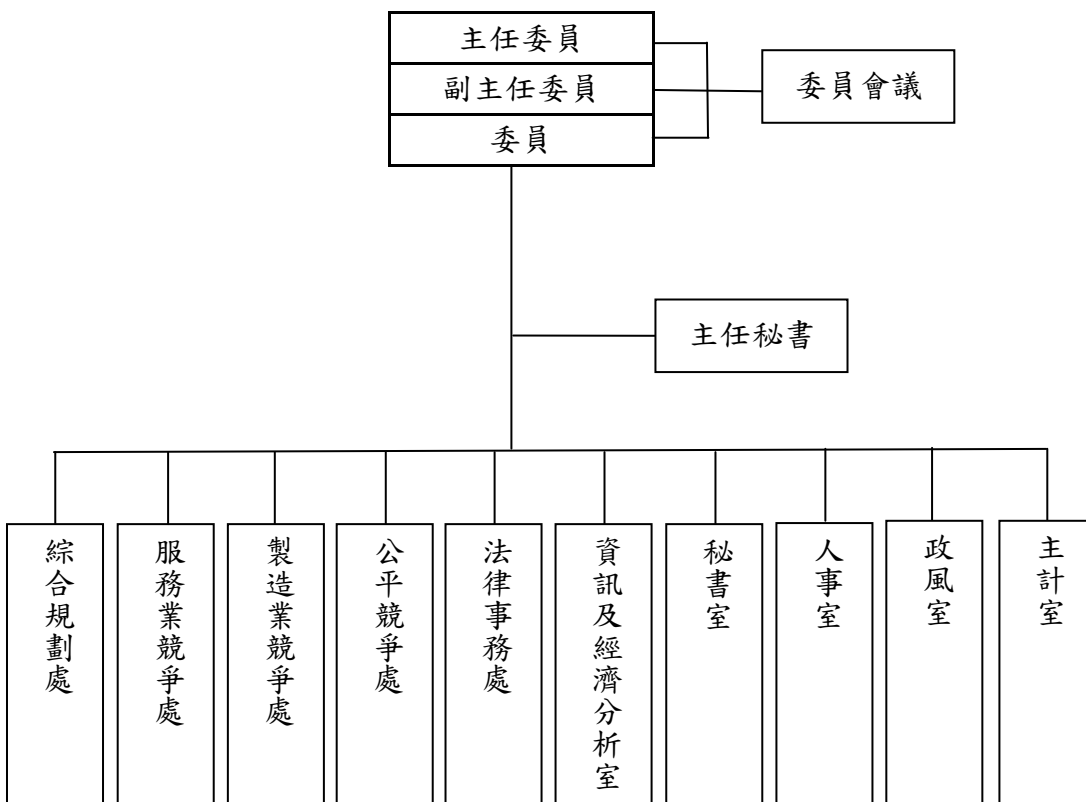 主任委員
副主任委員
委員
委員會議
主任秘書
綜合規劃處
服務業競爭處
製造業競爭處
公平競爭處
法律事務處
資訊及經濟分析室
秘書室
人事室
政風室
主計室